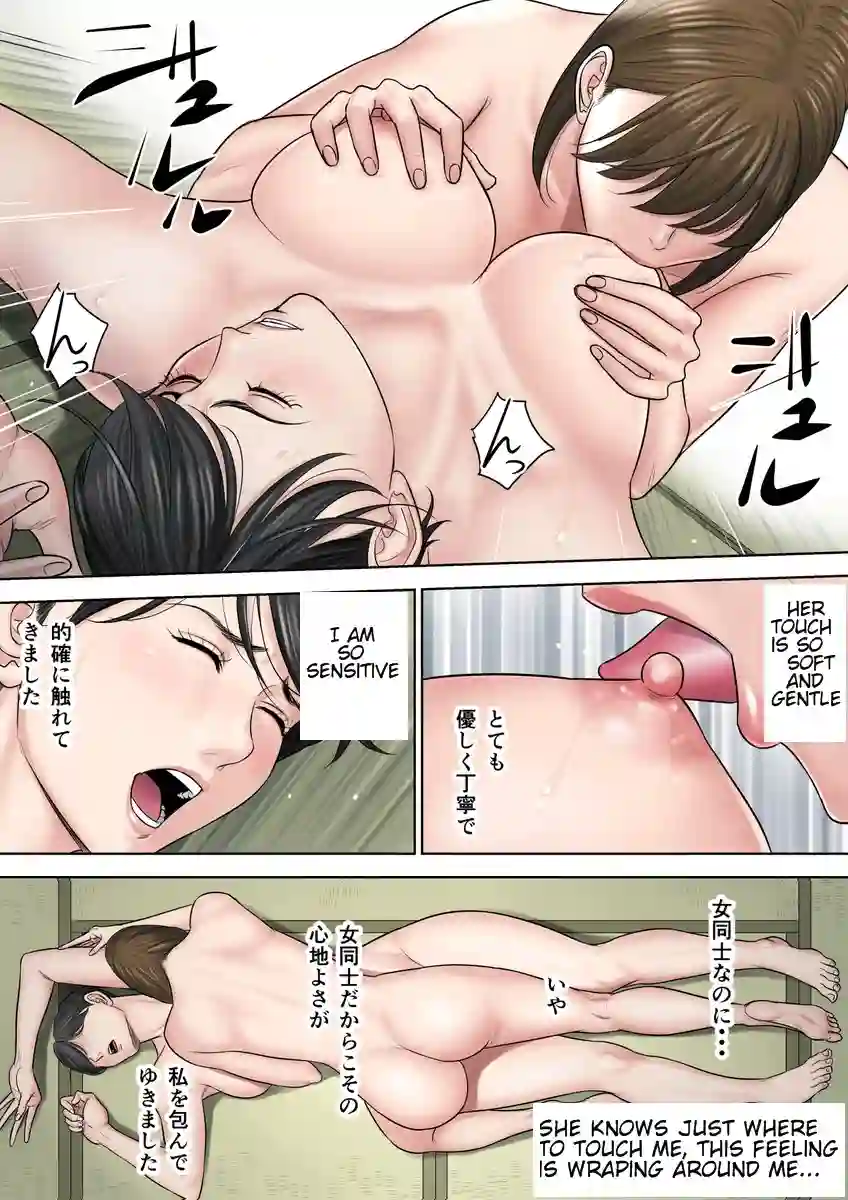 ヂュルル
んっ
んっ
ヂュル
HER
TOUCH
IS SO
SOFT
AND
GENTLE
とても
優しく丁寧で
I AM
SO
SENSITIVE
的確に触れて
きました
女同士なのに・・・
いや
女同士だからこその
心地よさが
私を包んで
ゆきました
SHE KNOWS JUST WHERE
TO TOUCH ME, THIS FEELING
IS WRAPING AROUND ME...